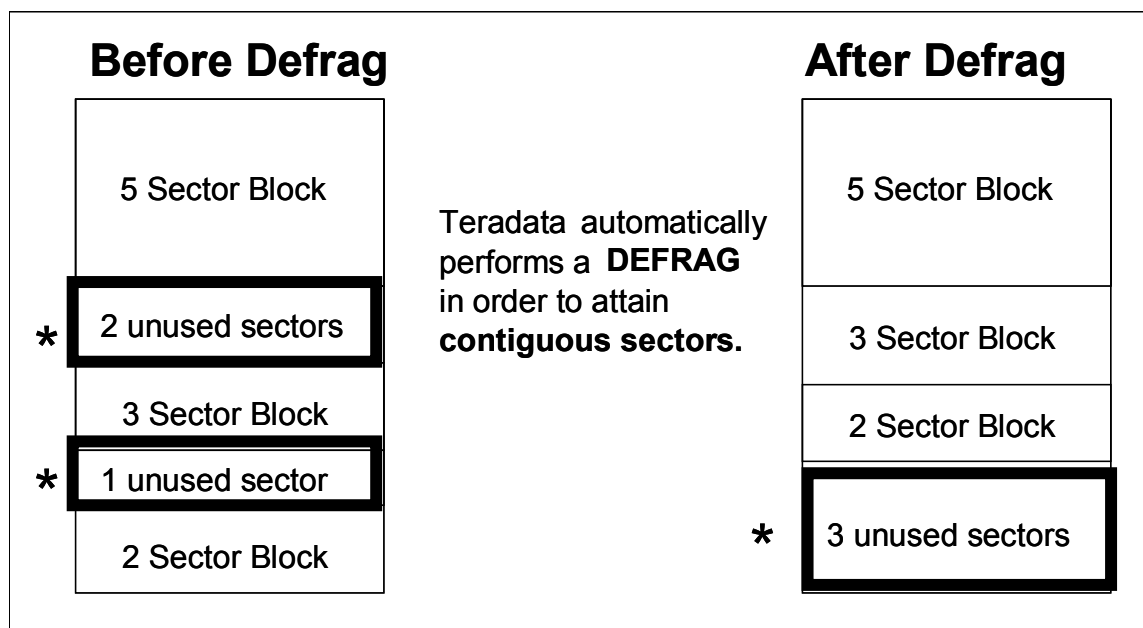 Before Defrag
5 Sector Block
* 2 unused sectors
3 Sector Block
* 1 unused sector
2 Sector Block
Teradata automatically
performs a DEFRAG
in order to attain
contiguous sectors.
After Defrag
5 Sector Block
3 Sector Block
2 Sector Block
* 3 unused sectors